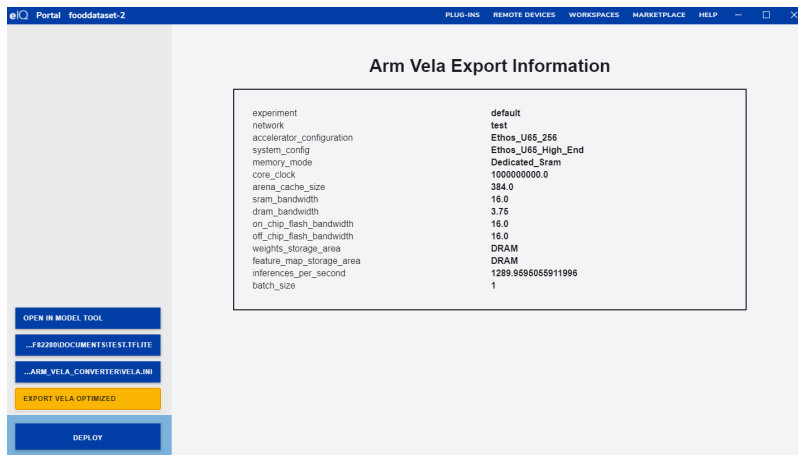 eIQ Portal fooddataset-2 PLUG-INS REMOTE DEVICES WORKSPACES MARKETPLACE HELP
Arm Vela Export Information
experiment default
network test
accelerator_configuration Ethos_U65_256
system_config Ethos_U65_High_End
memory_mode Dedicated_Sram
core_clock 1000000000.0
arena_cache_size 384.0
sram_bandwidth 16.0
dram_bandwidth 3.75
on_chip_flash_bandwidth 16.0
off_chip_flash_bandwidth 16.0
weights_storage_area DRAM
feature_map_storage_area DRAM
inferences_per_second 1289.9595055911996
batch_size 1
OPEN IN MODEL TOOL
...F82280\DOCUMENTS\TEST.TFLITE
...ARM_VELA_CONVERTER\VELA.INI
EXPORT VELA OPTIMIZED
DEPLOY